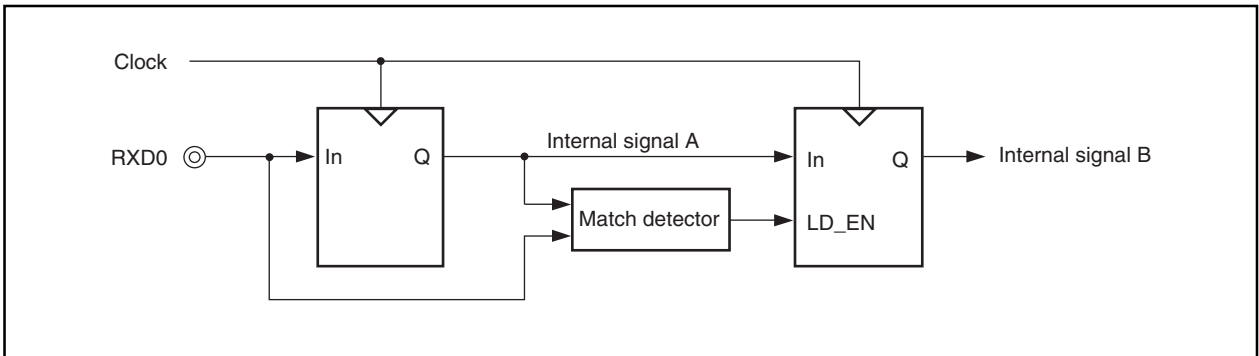 Clock
RXD0
In
Q
Internal signal A
Match detector
In
Q
LD_EN
Internal signal B